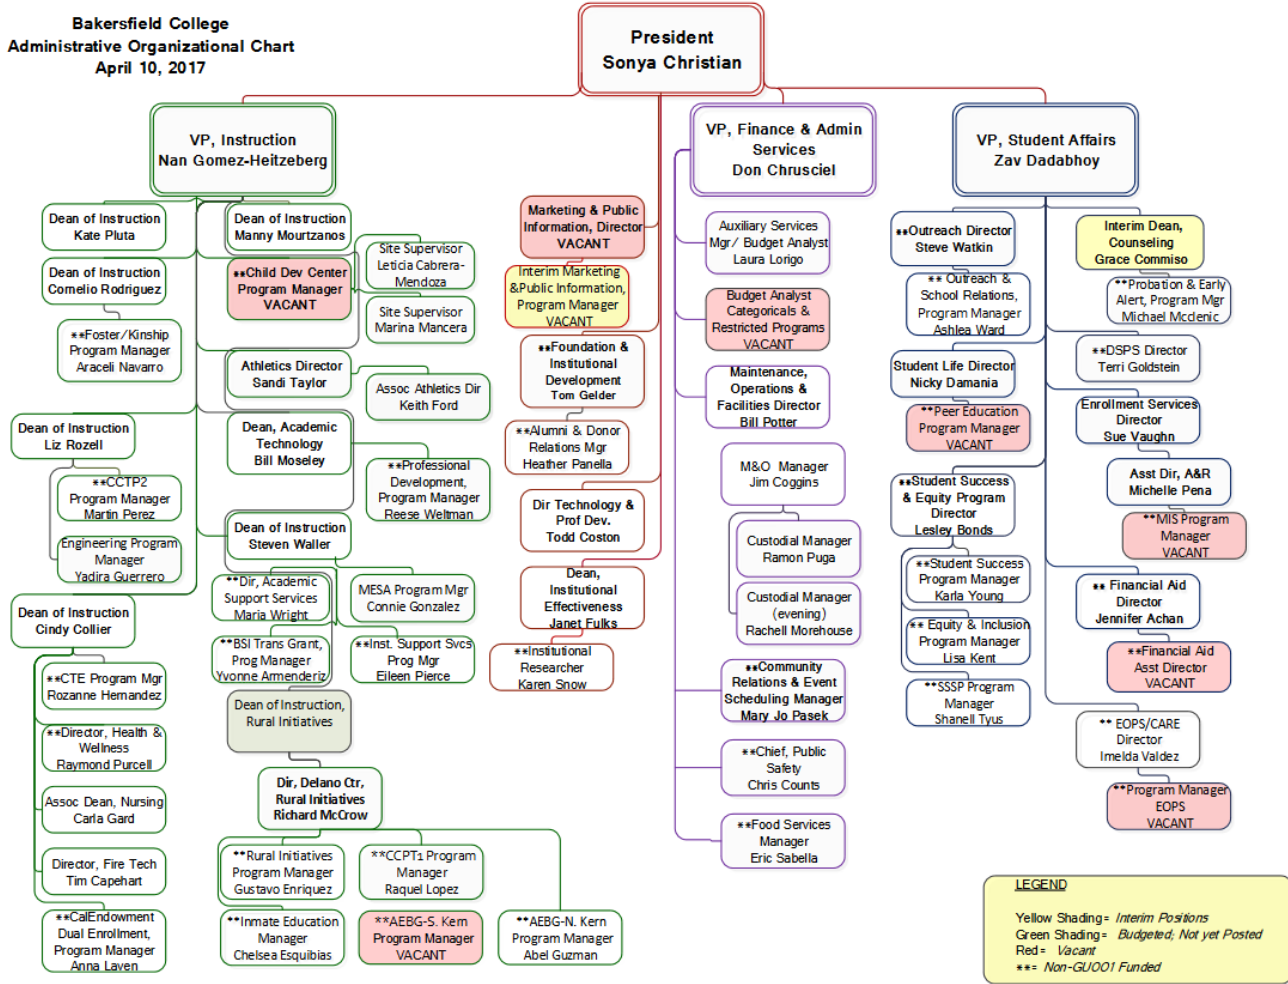 Bakersfield College
Administrative Organizational Chart
April 10, 2017
President
Sonya Christian
VP, Instruction
Nan Gomez-Heitzeberg
VP, Finance & Admin
Services
Don Chrusciel
VP, Student Affairs
Zav Dadabhoy
Dean of Instruction
Kate Pluta
Dean of Instruction
Cornelio Rodriguez
**Foster/Kinship
Program Manager
Araceli Navarro
Dean of Instruction
Liz Rozell
**CCTP2
Program Manager
Martin Perez
Engineering Program
Manager
Yadira Guerrero
Dean of Instruction
Cindy Collier
**CTE Program Mgr
Rozanne Hernandez
**Director, Health &
Wellness
Raymond Purcell
Assoc Dean, Nursing
Carla Gard
Director, Fire Tech
Tim Capehart
**CalEndowment
Dual Enrollment,
Program Manager
Anna Laven
Dean of Instruction
Manny Mourtzanos
**Child Dev Center
Program Manager
VACANT
Site Supervisor
Leticia Cabrera-
Mendoza
Site Supervisor
Marina Mancera
Athletics Director
Sandi Taylor
Assoc Athletics Dir
Keith Ford
Dean, Academic
Technology
Bill Moseley
**Professional
Development,
Program Manager
Reese Weltman
Dean of Instruction
Steven Waller
**Dir, Academic
Support Services
Maria Wright
MESA Program Mgr
Connie Gonzalez
**BSI Trans Grant,
Prog Manager
Yvonne Armendariz
**Inst. Support Svcs
Prog Mgr
Eileen Pierce
Dean of Instruction,
Rural Initiatives
Dir, Delano Ctr,
Rural Initiatives
Richard McCrow
**Rural Initiatives
Program Manager
Gustavo Enriquez
**CCPT1 Program
Manager
Raquel Lopez
**Inmate Education
Manager
Chelsea Esquibias
**AEBG-S. Kern
Program Manager
VACANT
**AEBG-N. Kern
Program Manager
Abel Guzman
Marketing & Public
Information, Director
VACANT
Interim Marketing
&Public Information,
Program Manager
VACANT
**Foundation &
Institutional
Development
Tom Gelder
**Alumni & Donor
Relations Mgr
Heather Panella
Dir Technology &
Prof Dev.
Todd Coston
Dean,
Institutional
Effectiveness
Janet Fulks
**Institutional
Researcher
Karen Snow
Auxiliary Services
Mgr/ Budget Analyst
Laura Lorigo
Budget Analyst
Categoricals &
Restricted Programs
VACANT
Maintenance,
Operations &
Facilities Director
Bill Potter
M&O Manager
Jim Coggins
Custodial Manager
Ramon Puga
Custodial Manager
(evening)
Rachell Morehouse
**Community
Relations & Event
Scheduling Manager
Mary Jo Pasek
**Chief, Public
Safety
Chris Counts
**Food Services
Manager
Eric Sabella
**Outreach Director
Steve Watkin
** Outreach &
School Relations,
Program Manager
Ashlea Ward
Student Life Director
Nicky Damania
**Peer Education
Program Manager
VACANT
**Student Success
& Equity Program
Director
Lesley Bonds
**Student Success
Program Manager
Karla Young
** Equity & Inclusion
Program Manager
Lisa Kent
**SSSP Program
Manager
Shanell Tyus
Interim Dean,
Counseling
Grace Commiso
**Probation & Early
Alert, Program Mgr
Michael Mcclenic
**DSPS Director
Terri Goldstein
Enrollment Services
Director
Sue Vaughn
Asst Dir, A&R
Michelle Pena
**MIS Program
Manager
VACANT
** Financial Aid
Director
Jennifer Achan
**Financial Aid
Asst Director
VACANT
** EOPS/CARE
Director
Imelda Valdez
**Program Manager
EOPS
VACANT
LEGEND
Yellow Shading= Interim Positions
Green Shading= Budgeted; Not yet Posted
Red= Vacant
**= Non-GU001 Funded